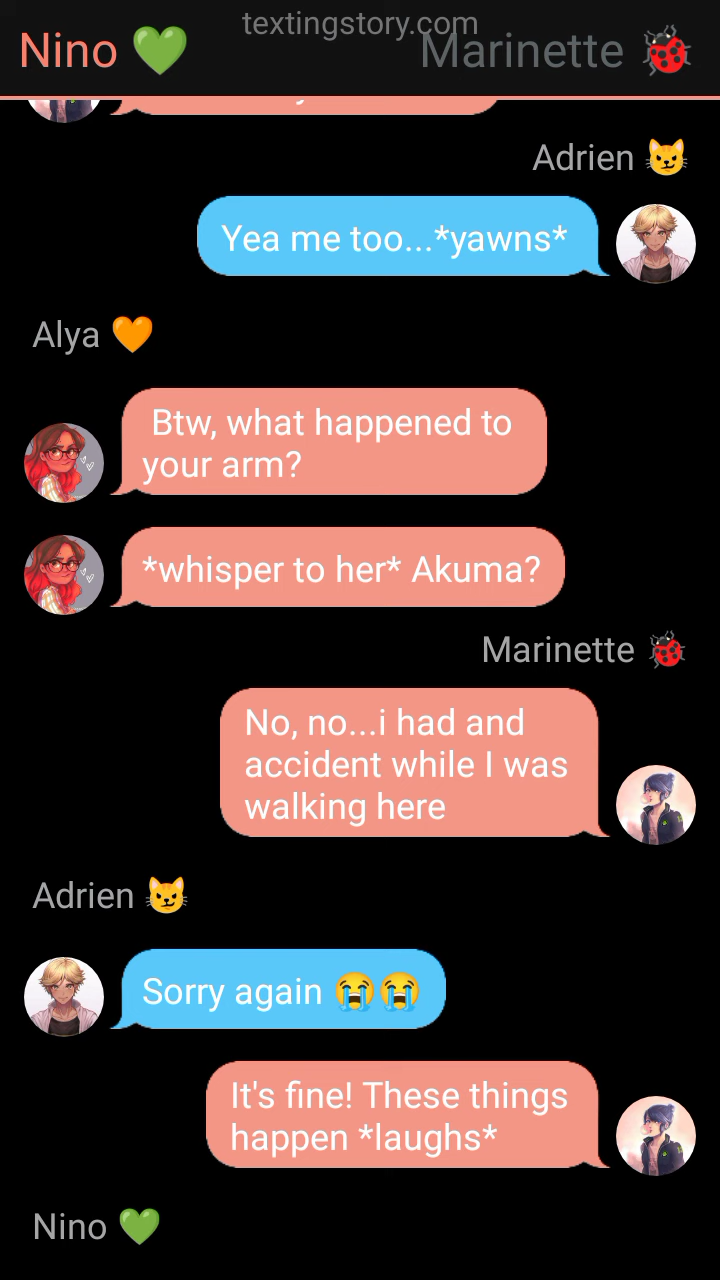 textingstory.com
Nino 💚
Marinette 🐞
Adrien 😼
Yea me too...*yawns*
Alya 🧡
Btw, what happened to
your arm?
*whisper to her* Akuma?
Marinette 🐞
No, no...i had and
accident while I was
walking here
Adrien 😼
Sorry again 😭😭
It's fine! These things
happen *laughs*
Nino 💚